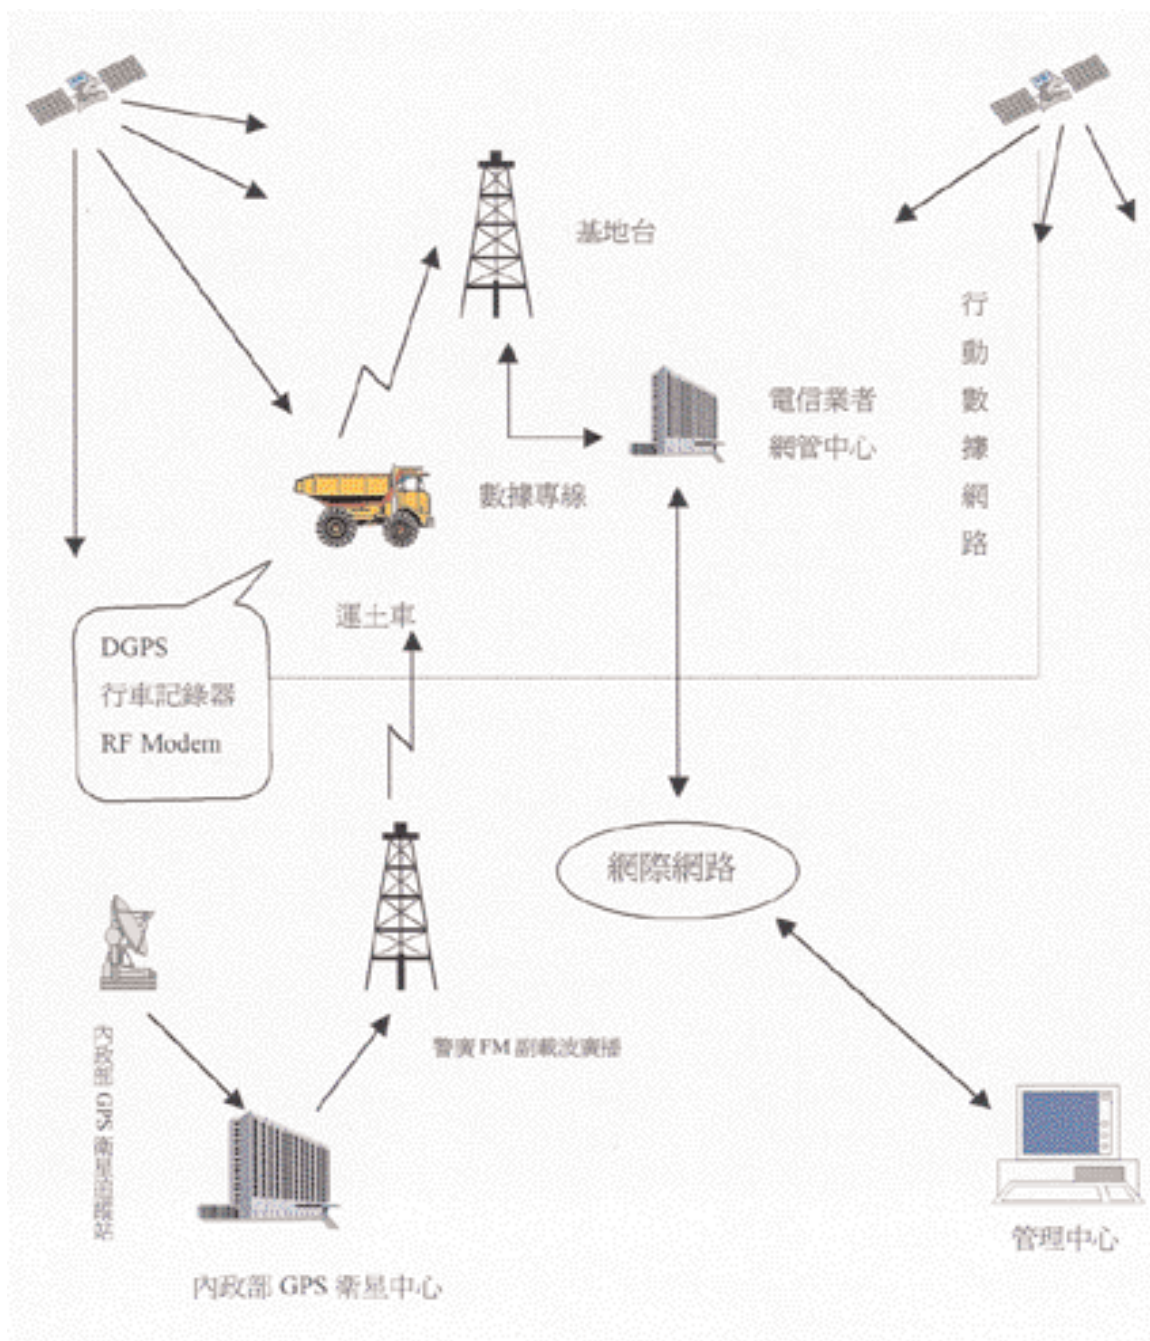 基地台
行動數據網路
電信業者
網管中心
數據專線
運土車
DGPS
行車記錄器
RF Modem
網際網路
警廣 FM 副載波廣播
內政部 GPS 衛星追蹤站
管理中心
內政部 GPS 衛星中心